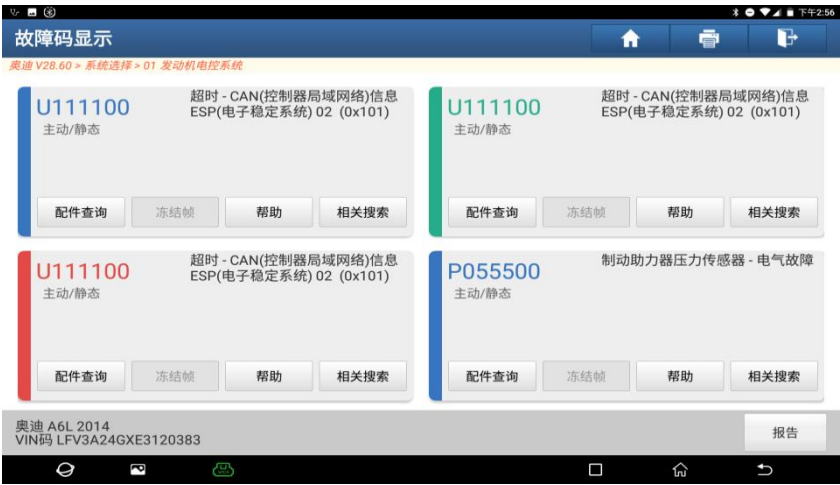 下午2:56
故障码显示
奥迪 V28.60 > 系统选择 > 01 发动机电控系统
U111100
主动/静态
超时 - CAN(控制器局域网络)信息
ESP(电子稳定系统) 02 (0x101)
配件查询 冻结帧 帮助 相关搜索
U111100
主动/静态
超时 - CAN(控制器局域网络)信息
ESP(电子稳定系统) 02 (0x101)
配件查询 冻结帧 帮助 相关搜索
U111100
主动/静态
超时 - CAN(控制器局域网络)信息
ESP(电子稳定系统) 02 (0x101)
配件查询 冻结帧 帮助 相关搜索
P055500
主动/静态
制动助力器压力传感器 - 电气故障
配件查询 冻结帧 帮助 相关搜索
奥迪 A6L 2014
VIN码 LFV3A24GXE3120383
报告